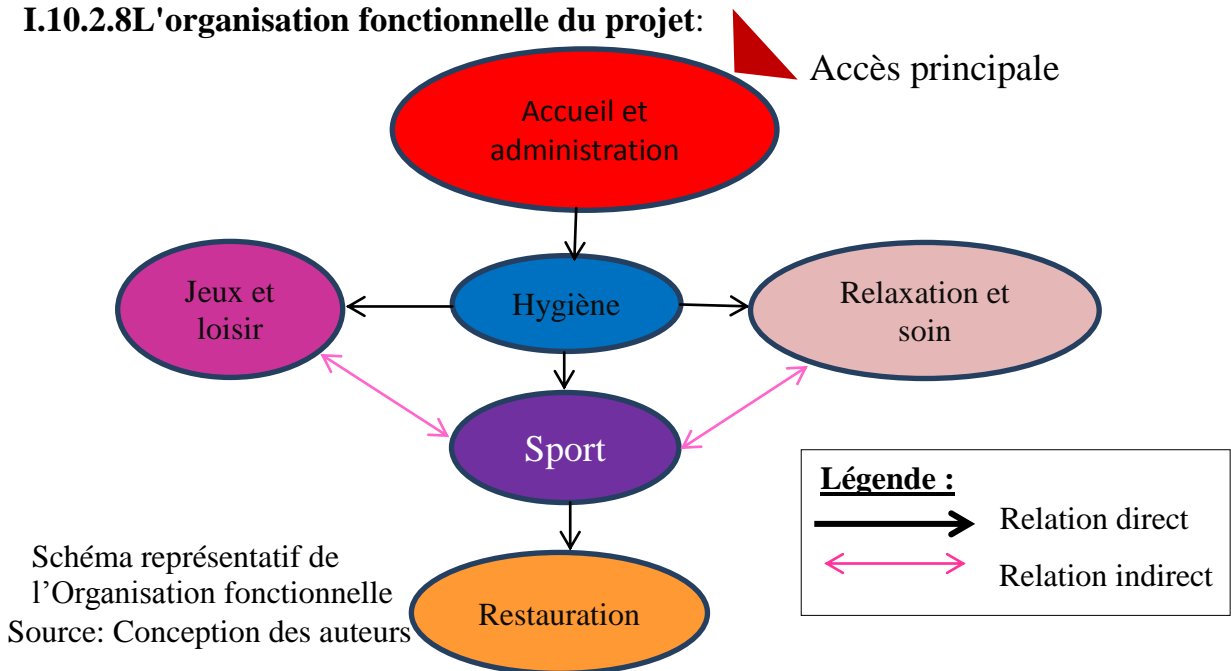 I.10.2.8L'organisation fonctionnelle du projet:
Accès principale
Accueil et
administration
Jeux et
loisir
Hygiène
Relaxation et
soin
Sport
Légende :
Relation direct
Relation indirect
Schéma représentatif de
l’Organisation fonctionnelle
Source: Conception des auteurs
Restauration